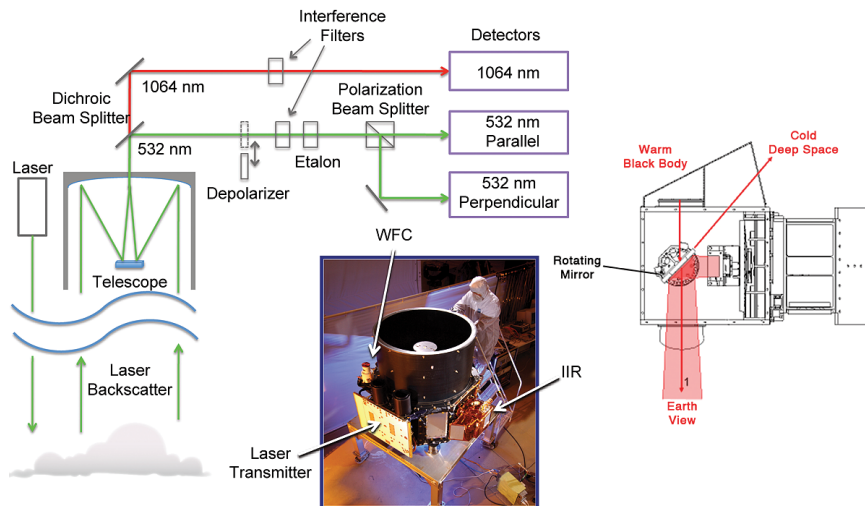 Interference
Filters
Detectors
1064 nm
1064 nm
Dichroic
Beam Splitter
Polarization
Beam Splitter
532 nm
532 nm
Parallel
Etalon
Laser
Depolarizer
532 nm
Perpendicular
Telescope
WFC
Laser
Backscatter
IIR
Laser
Transmitter
Warm
Black Body
Cold
Deep Space
Rotating
Mirror
1
Earth
View